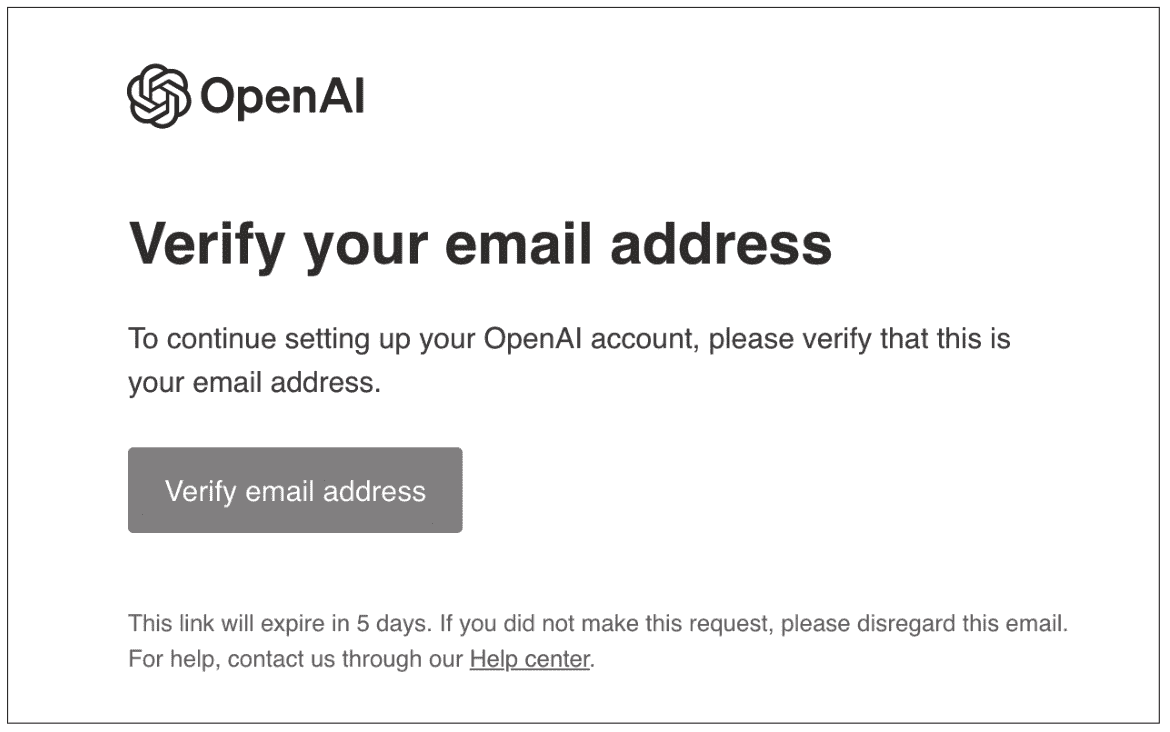 OpenAI
Verify your email address
To continue setting up your OpenAI account, please verify that this is
your email address.
Verify email address
This link will expire in 5 days. If you did not make this request, please disregard this email.
For help, contact us through our Help center.